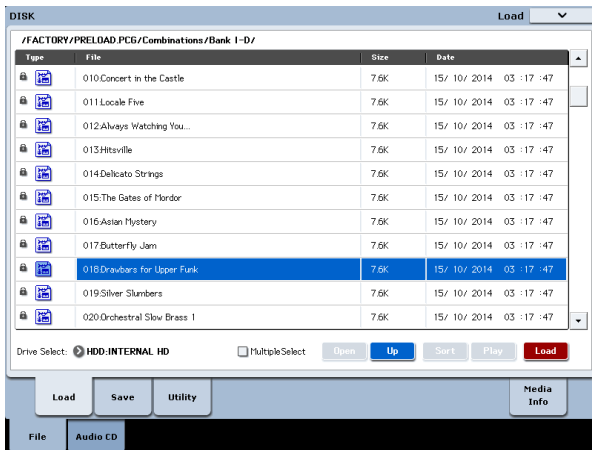 DISK Load
/FACTORY/PRELOAD.PCG/Combinations/Bank I-D/
Type File Size Date
010:Concert in the Castle 7.6K 15/ 10/ 2014 03 :17 :47
011:Locale Five 7.6K 15/ 10/ 2014 03 :17 :47
012:Always Watching You... 7.6K 15/ 10/ 2014 03 :17 :47
013:Hitsville 7.6K 15/ 10/ 2014 03 :17 :47
014:Delicato Strings 7.6K 15/ 10/ 2014 03 :17 :47
015:The Gates of Mordor 7.6K 15/ 10/ 2014 03 :17 :47
016:Asian Mystery 7.6K 15/ 10/ 2014 03 :17 :47
017:Butterfly Jam 7.6K 15/ 10/ 2014 03 :17 :47
018:Drawbars for Upper Funk 7.6K 15/ 10/ 2014 03 :17 :47
019:Silver Slumbers 7.6K 15/ 10/ 2014 03 :17 :47
020:Orchestral Slow Brass 1 7.6K 15/ 10/ 2014 03 :17 :47
Drive Select: HDD:INTERNAL HD MultipleSelect Open Up Sort Play Load
Load Save Utility Media Info
File Audio CD